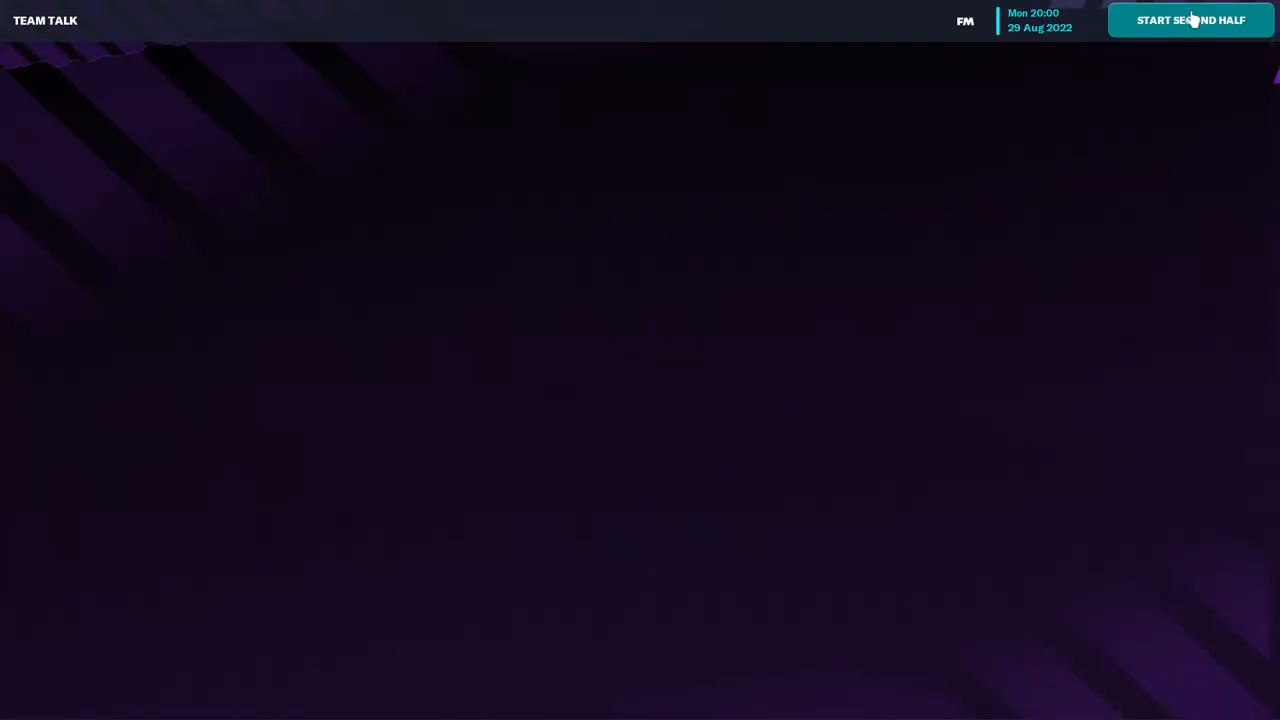 TEAM TALK
FM
Mon 20:00
29 Aug 2022
START SECOND HALF